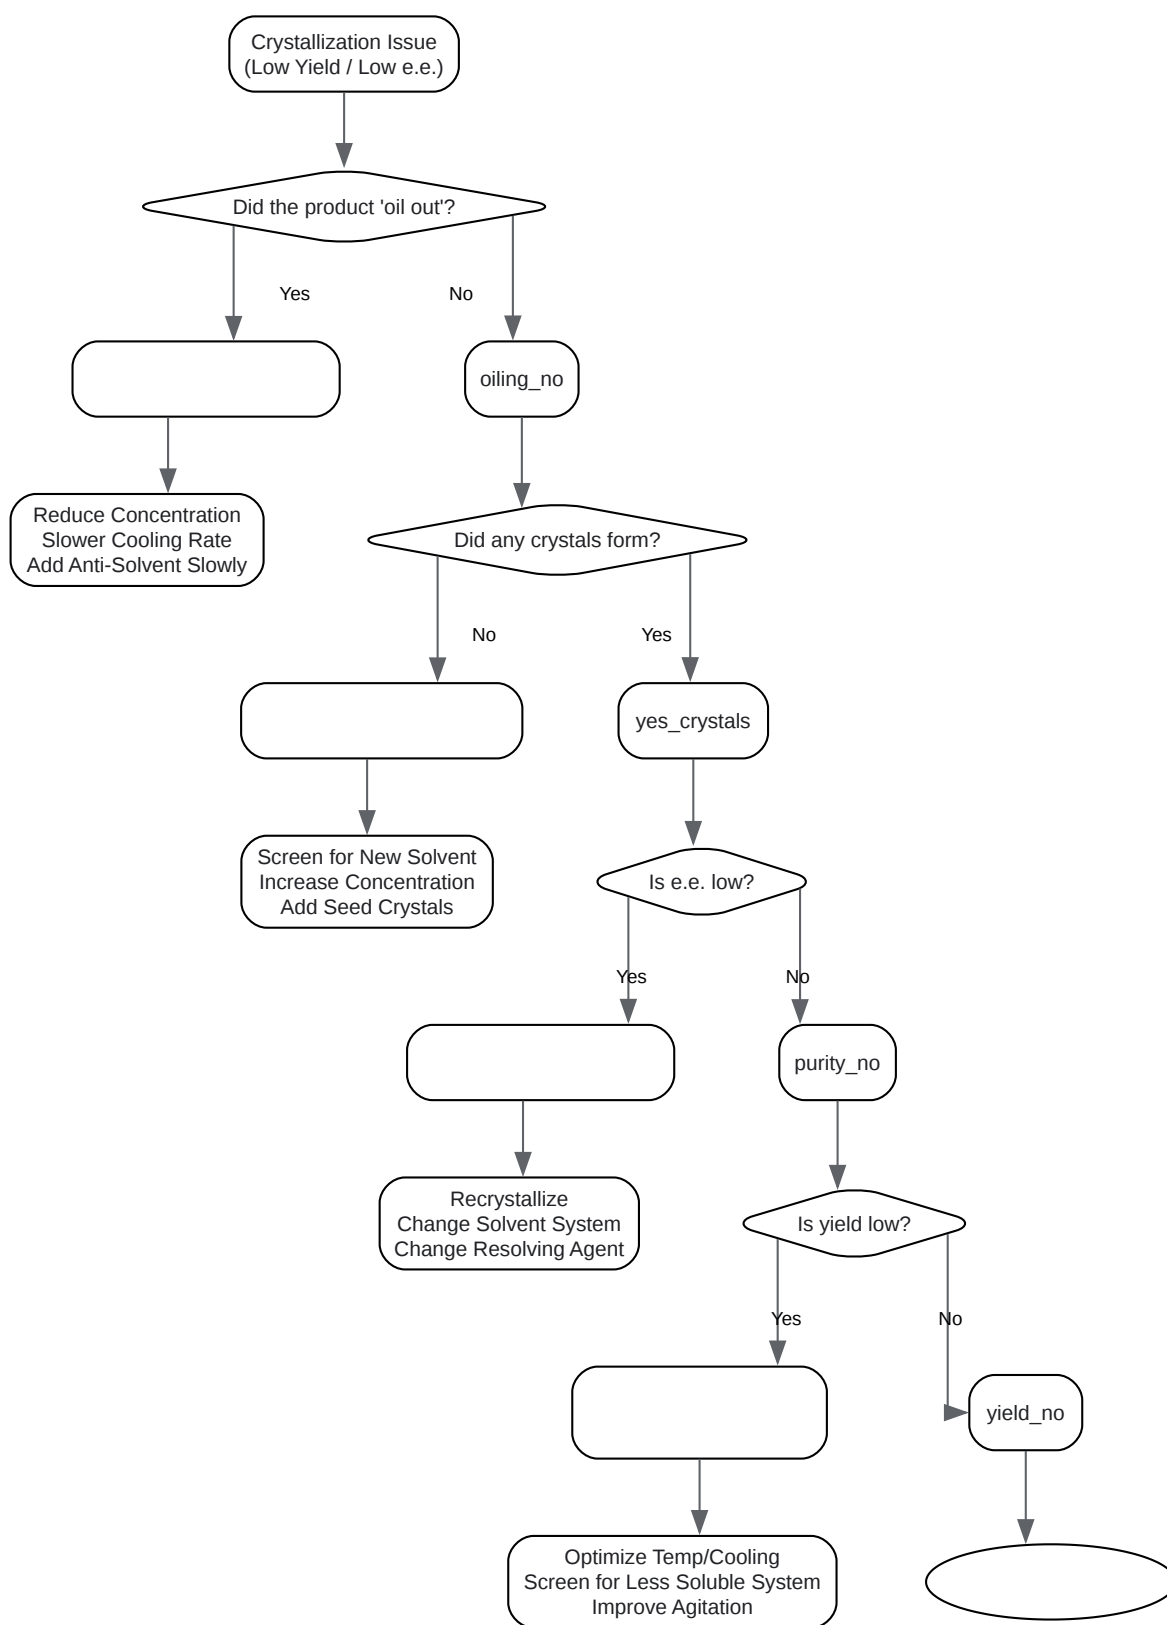 Crystallization Issue
(Low Yield / Low e.e.)
Did the product 'oil out'?
Yes
No
oiling_no
Reduce Concentration
Slower Cooling Rate
Add Anti-Solvent Slowly
Did any crystals form?
No
Yes
yes_crystals
Screen for New Solvent
Increase Concentration
Add Seed Crystals
Is e.e. low?
Yes
No
purity_no
Recrystallize
Change Solvent System
Change Resolving Agent
Is yield low?
Yes
No
yield_no
Optimize Temp/Cooling
Screen for Less Soluble System
Improve Agitation